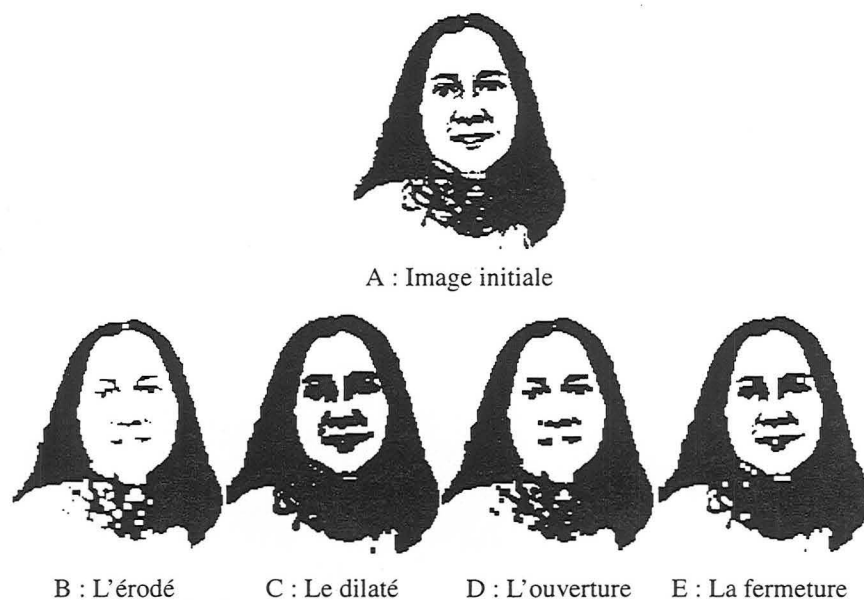 A : Image initiale
B : L'érodé C : Le dilaté D : L'ouverture E : La fermeture